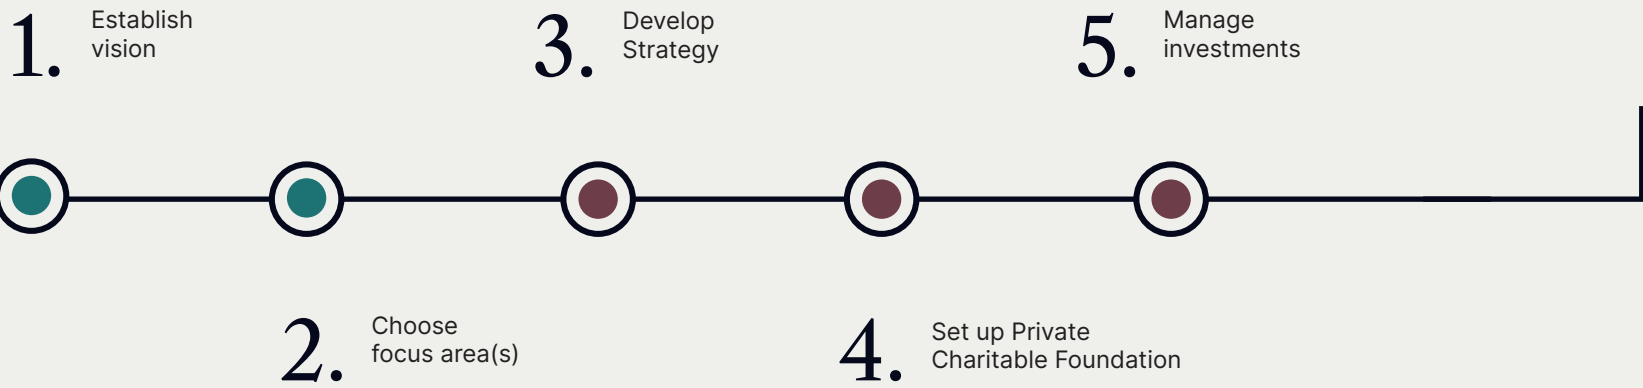 1. Establish
vision
2. Choose
focus area(s)
3. Develop
Strategy
4. Set up Private
Charitable Foundation
5. Manage
investments